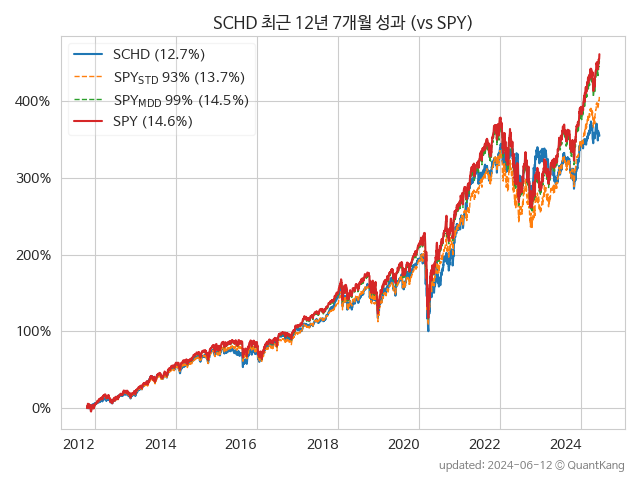 SCHD 최근 12년 7개월 성과 (vs SPY)
SCHD (12.7%)
SPY_STD 93% (13.7%)
SPY_MDD 99% (14.5%)
SPY (14.6%)
400%
300%
200%
100%
0%
2012 2014 2016 2018 2020 2022 2024
updated: 2024-06-12 © QuantKang